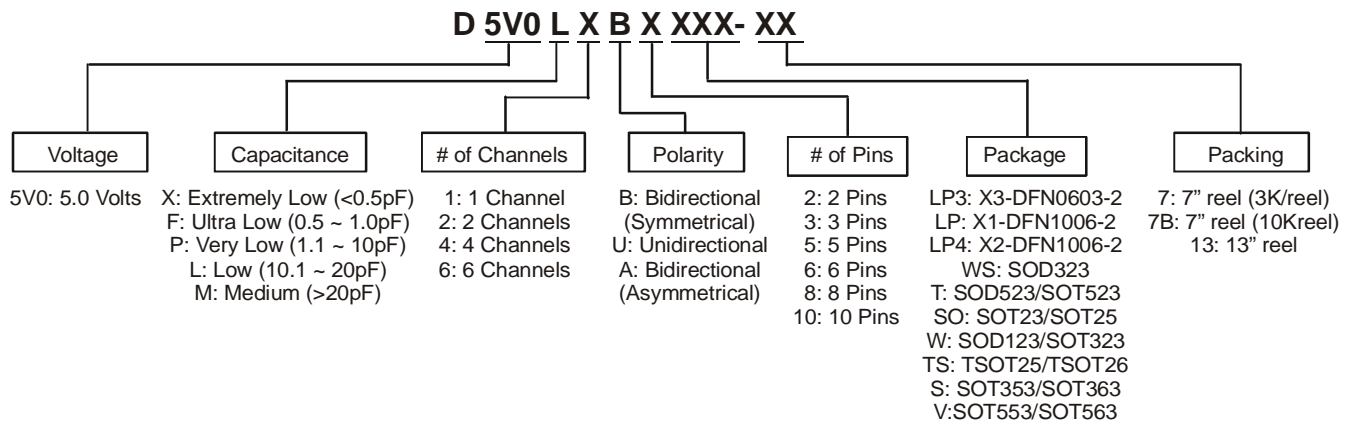 D 5V0 L X B X XXX- XX
Voltage
5V0: 5.0 Volts
Capacitance
X: Extremely Low (<0.5pF)
F: Ultra Low (0.5 ~ 1.0pF)
P: Very Low (1.1 ~ 10pF)
L: Low (10.1 ~ 20pF)
M: Medium (>20pF)
# of Channels
1: 1 Channel
2: 2 Channels
4: 4 Channels
6: 6 Channels
Polarity
B: Bidirectional
(Symmetrical)
U: Unidirectional
A: Bidirectional
(Asymmetrical)
# of Pins
2: 2 Pins
3: 3 Pins
5: 5 Pins
6: 6 Pins
8: 8 Pins
10: 10 Pins
Package
LP3: X3-DFN0603-2
LP: X1-DFN1006-2
LP4: X2-DFN1006-2
WS: SOD323
T: SOD523/SOT523
SO: SOT23/SOT25
W: SOD123/SOT323
TS: TSOT25/TSOT26
S: SOT353/SOT363
V:SOT553/SOT563
Packing
7: 7” reel (3K/reel)
7B: 7” reel (10Kreel)
13: 13” reel